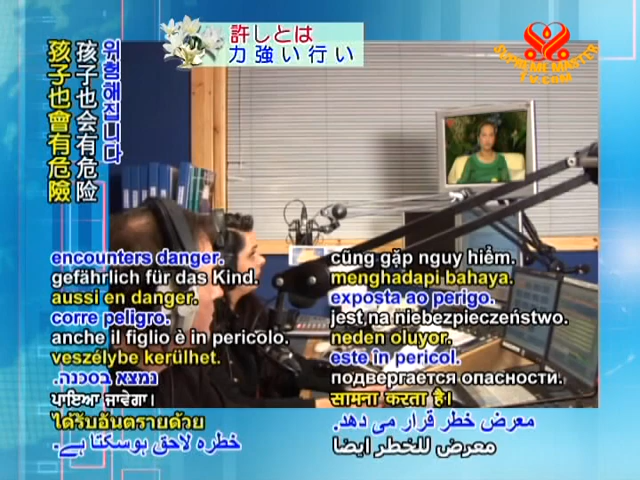 許しとは
力強い行い
SUPREME MASTER
TV.COM
위험해집니다
孩子也会有危险
孩子也會有危險
encounters danger.
gefährlich für das Kind.
aussi en danger.
corre peligro.
anche il figlio è in pericolo.
veszélybe kerülhet.
נמצא בסכנה.
ਪਾਇਆ ਜਾਵੇਗਾ।
ได้รับอันตรายด้วย
خطرہ لاحق ہوسکتا ہے۔
cũng gặp nguy hiểm.
menghadapi bahaya.
exposta ao perigo.
jest na niebezpieczeństwo.
neden oluyor.
este în pericol.
подвергается опасности.
सामना करता है।
معرض خطر قرار می دهد.
معرض للخطر ايضا